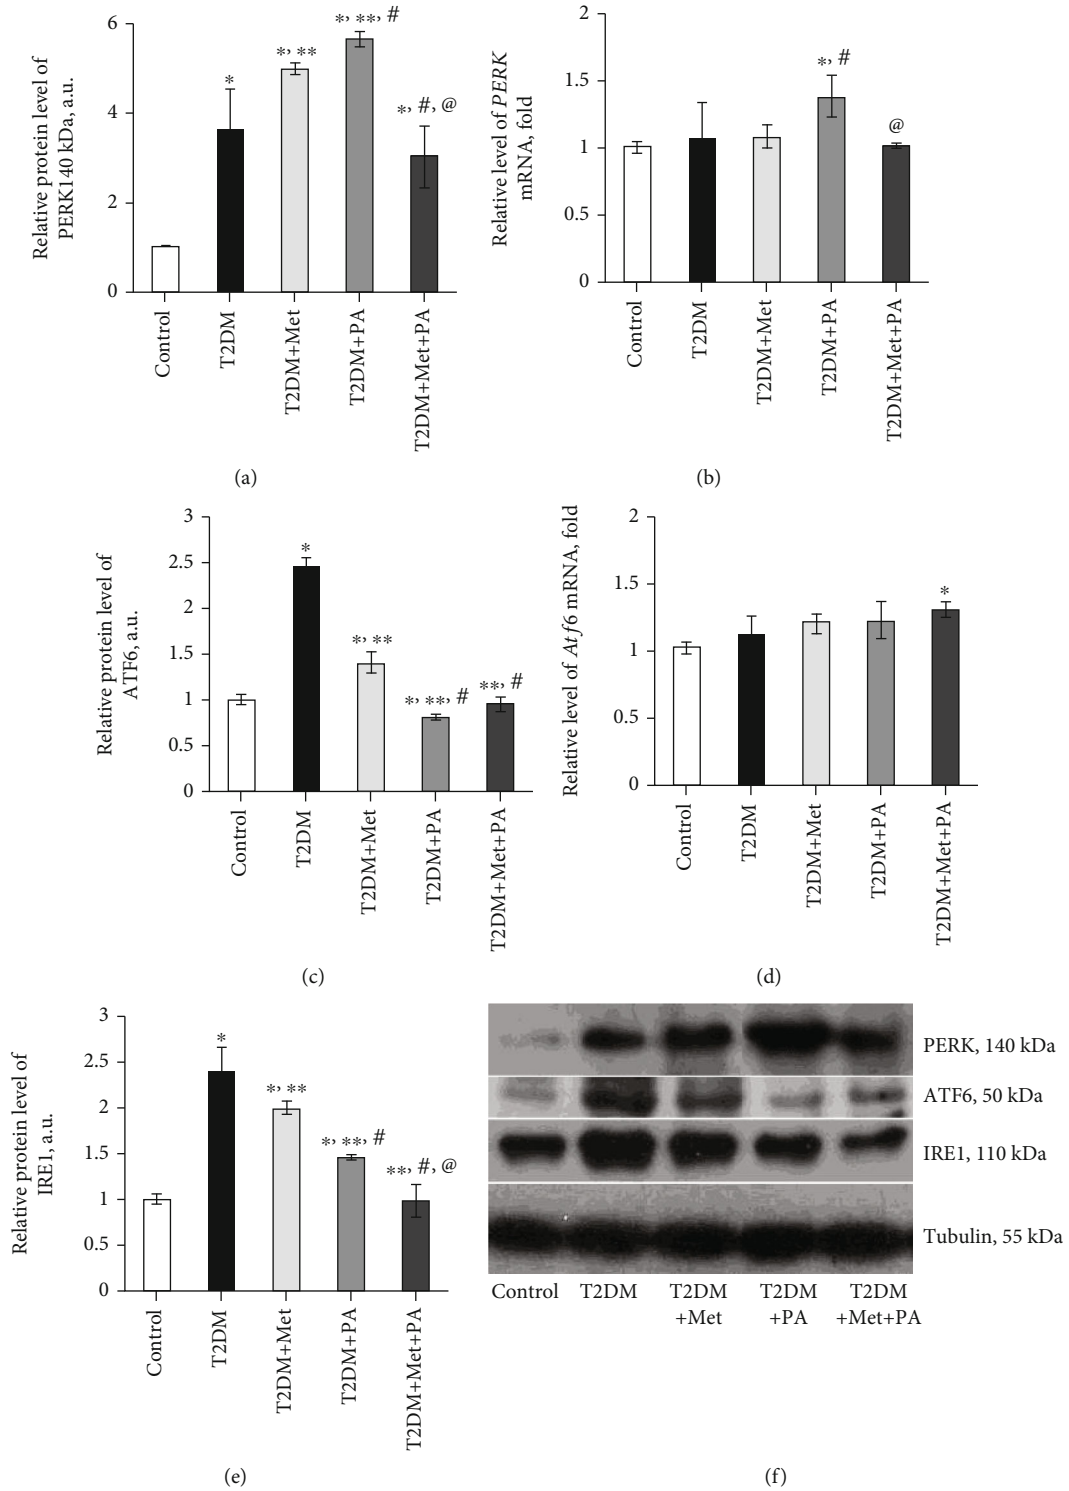 Relative protein level of
PERK140 kDa, a.u.
6
4
2
0
*
*, **
*, **, #
*, #, @
Control
T2DM
T2DM+Met
T2DM+PA
T2DM+Met+PA
(a)
Relative level of PERK
mRNA, fold
2
1.5
1
0.5
0
*, #
@
Control
T2DM
T2DM+Met
T2DM+PA
T2DM+Met+PA
(b)
Relative protein level of
ATF6, a.u.
3
2.5
2
1.5
1
0.5
0
*
*, **
*, **, #
**, #
Control
T2DM
T2DM+Met
T2DM+PA
T2DM+Met+PA
(c)
Relative level of Atf6 mRNA, fold
2
1.5
1
0.5
0
*
Control
T2DM
T2DM+Met
T2DM+PA
T2DM+Met+PA
(d)
Relative protein level of
IRE1, a.u.
3
2.5
2
1.5
1
0.5
0
*
*, **
*, **, #
**, #, @
Control
T2DM
T2DM+Met
T2DM+PA
T2DM+Met+PA
(e)
PERK, 140 kDa
ATF6, 50 kDa
IRE1, 110 kDa
Tubulin, 55 kDa
Control
T2DM
T2DM
+Met
T2DM
+PA
T2DM
+Met+PA
(f)